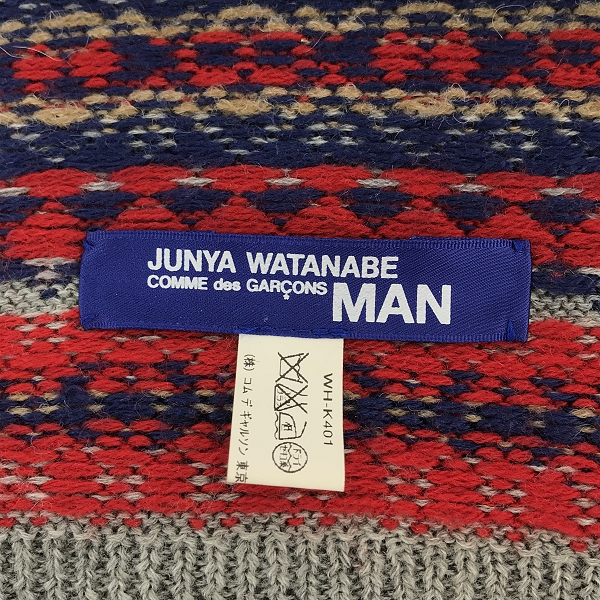 JUNYA WATANABE
COMME des GARÇONS MAN
WH-K401
(株) コム デ ギャルソン 東京